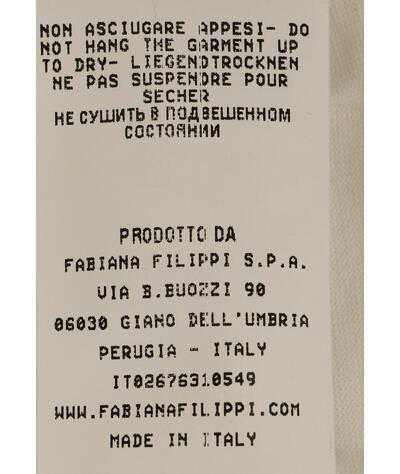 NON ASCIUGARE APPESI- DO
NOT HANG THE GARMENT UP
TO DRY- LIEGENDTROCKNEN
NE PAS SUSPENDRE POUR
SECHER
НЕ СУШИТЬ В ПОДВЕШЕННОМ
СОСТОЯНИИ
PRODOTTO DA
FABIANA FILIPPI S.P.A.
VIA B.BUOZZI 90
06030 GIANO DELL'UMBRIA
PERUGIA - ITALY
IT02676310549
WWW.FABIANAFILIPPI.COM
MADE IN ITALY